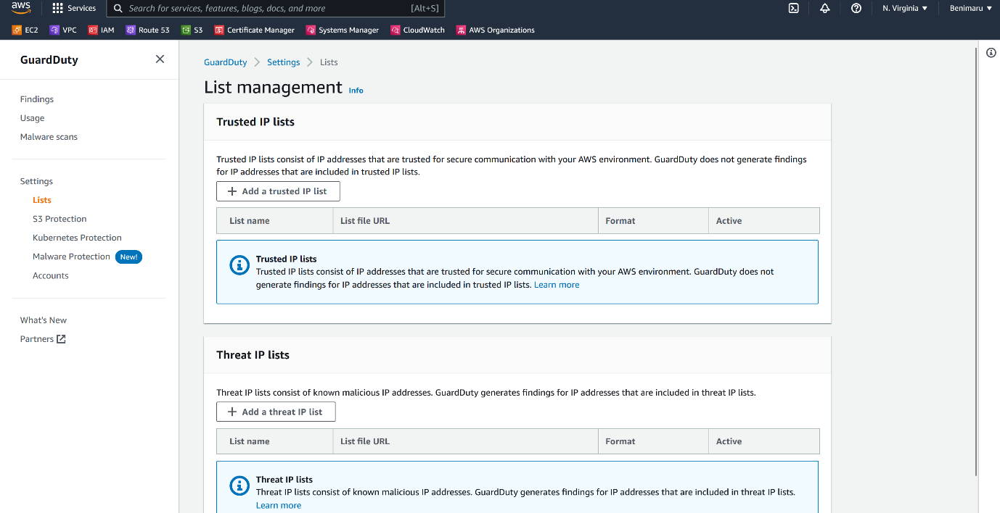 aws Services Search for services, features, blogs, docs, and more [Alt+S] N. Virginia ▼ Benimaru ▼
EC2 VPC IAM Route 53 S3 Certificate Manager Systems Manager CloudWatch AWS Organizations
GuardDuty
Findings
Usage
Malware scans
Settings
Lists
S3 Protection
Kubernetes Protection
Malware Protection New!
Accounts
What's New
Partners
GuardDuty > Settings > Lists
List management Info
Trusted IP lists
Trusted IP lists consist of IP addresses that are trusted for secure communication with your AWS environment. GuardDuty does not generate findings
for IP addresses that are included in trusted IP lists.
+ Add a trusted IP list
List name List file URL Format Active
Trusted IP lists
Trusted IP lists consist of IP addresses that are trusted for secure communication with your AWS environment. GuardDuty does not
generate findings for IP addresses that are included in trusted IP lists. Learn more
Threat IP lists
Threat IP lists consist of known malicious IP addresses. GuardDuty generates findings for IP addresses that are included in threat IP lists.
+ Add a threat IP list
List name List file URL Format Active
Threat IP lists
Threat IP lists consist of known malicious IP addresses. GuardDuty generates findings for IP addresses that are included in threat IP lists.
Learn more